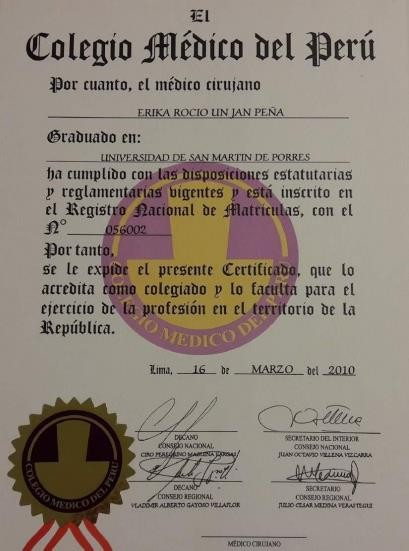 El
Colegio Médico del Perú
Por cuanto, el médico cirujano
ERIKA ROCIO UN JAN PEÑA
Graduado en:
UNIVERSIDAD DE SAN MARTIN DE PORRES
ha cumplido con las disposiciones estatutarias
y reglamentarias vigentes y está inscrito en
el Registro Nacional de Matriculas, con el
N° 056002
Por tanto,
se le expide el presente Certificado, que lo
acredita como colegiado y lo faculta para el
ejercicio de la profesión en el territorio de la
República.
COLEGIO MEDICO DEL PERU
Lima, 16 de MARZO del 2010
DECANO
CONSEJO NACIONAL
CIRO PEREGRINO MAGUIÑA VARGAS
SECRETARIO DEL INTERIOR
CONSEJO NACIONAL
JUAN OCTAVIO VILLENA VIZCARRA
DECANO
CONSEJO REGIONAL
VLADIMIR ALBERTO GAYOSO VILLAFLOR
SECRETARIO
CONSEJO REGIONAL
JULIO CESAR MEDINA VERASTEGUI
COLEGIO MEDICO DEL PERU
MÉDICO CIRUJANO